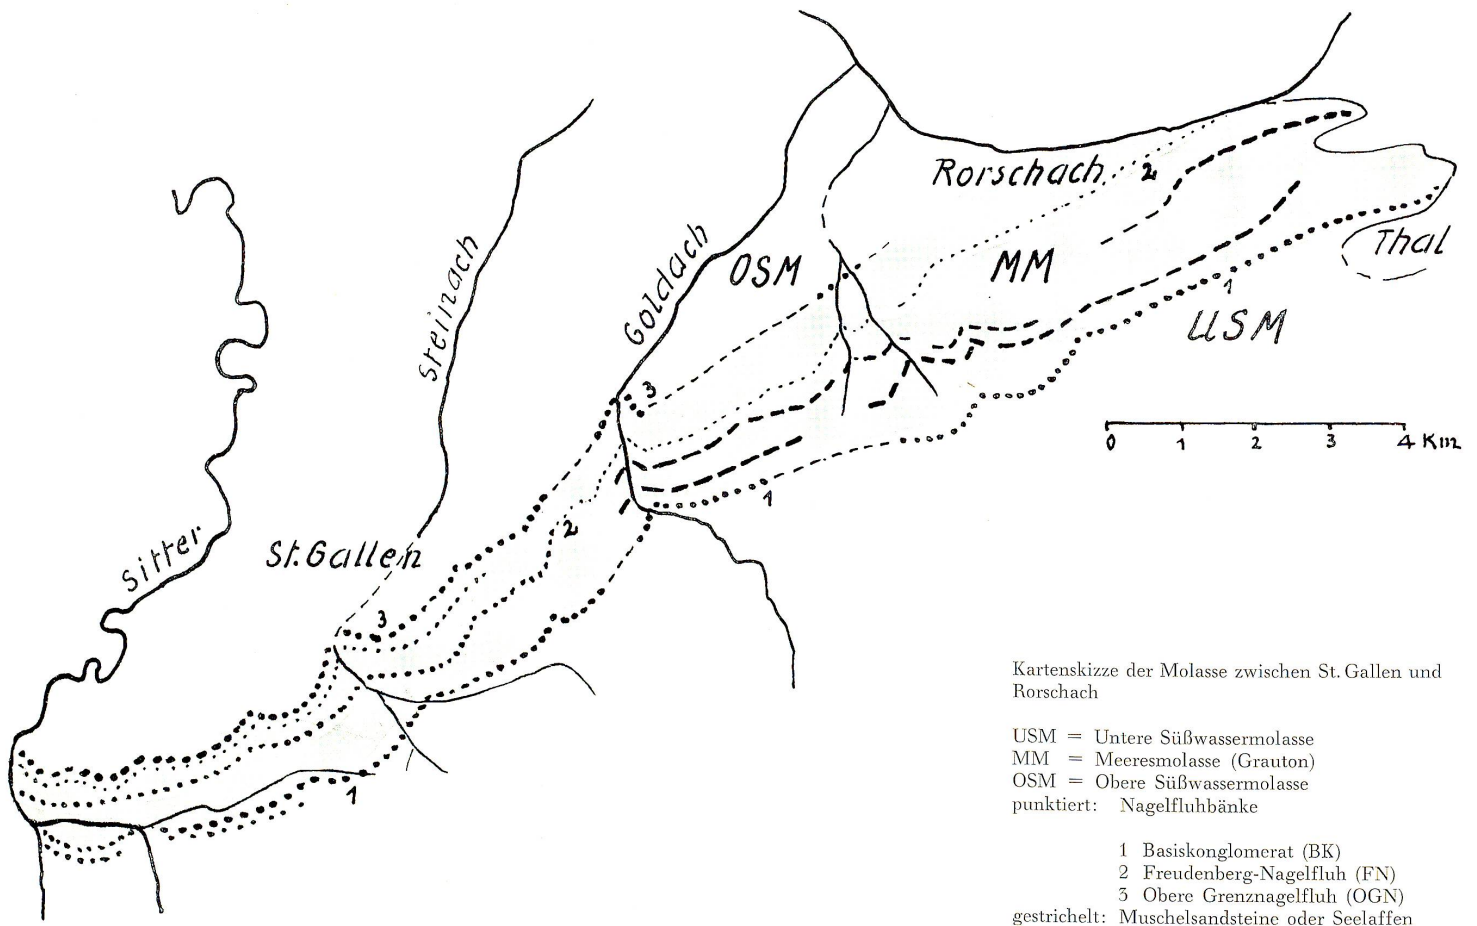 Rorschach
2
Thal
Steinach
Goldach
OSM
MM
1
USM
3
0 1 2 3 4 Km
1
2
Sitter
St. Gallen
3
1
Kartenskizze der Molasse zwischen St. Gallen und
Rorschach
USM = Untere Süßwassermolasse
MM = Meeresmolasse (Grauton)
OSM = Obere Süßwassermolasse
punktiert: Nagelfluhbänke
1 Basiskonglomerat (BK)
2 Freudenberg-Nagelfluh (FN)
3 Obere Grenznagelfluh (OGN)
gestrichelt: Muschelsandsteine oder Seelaffen